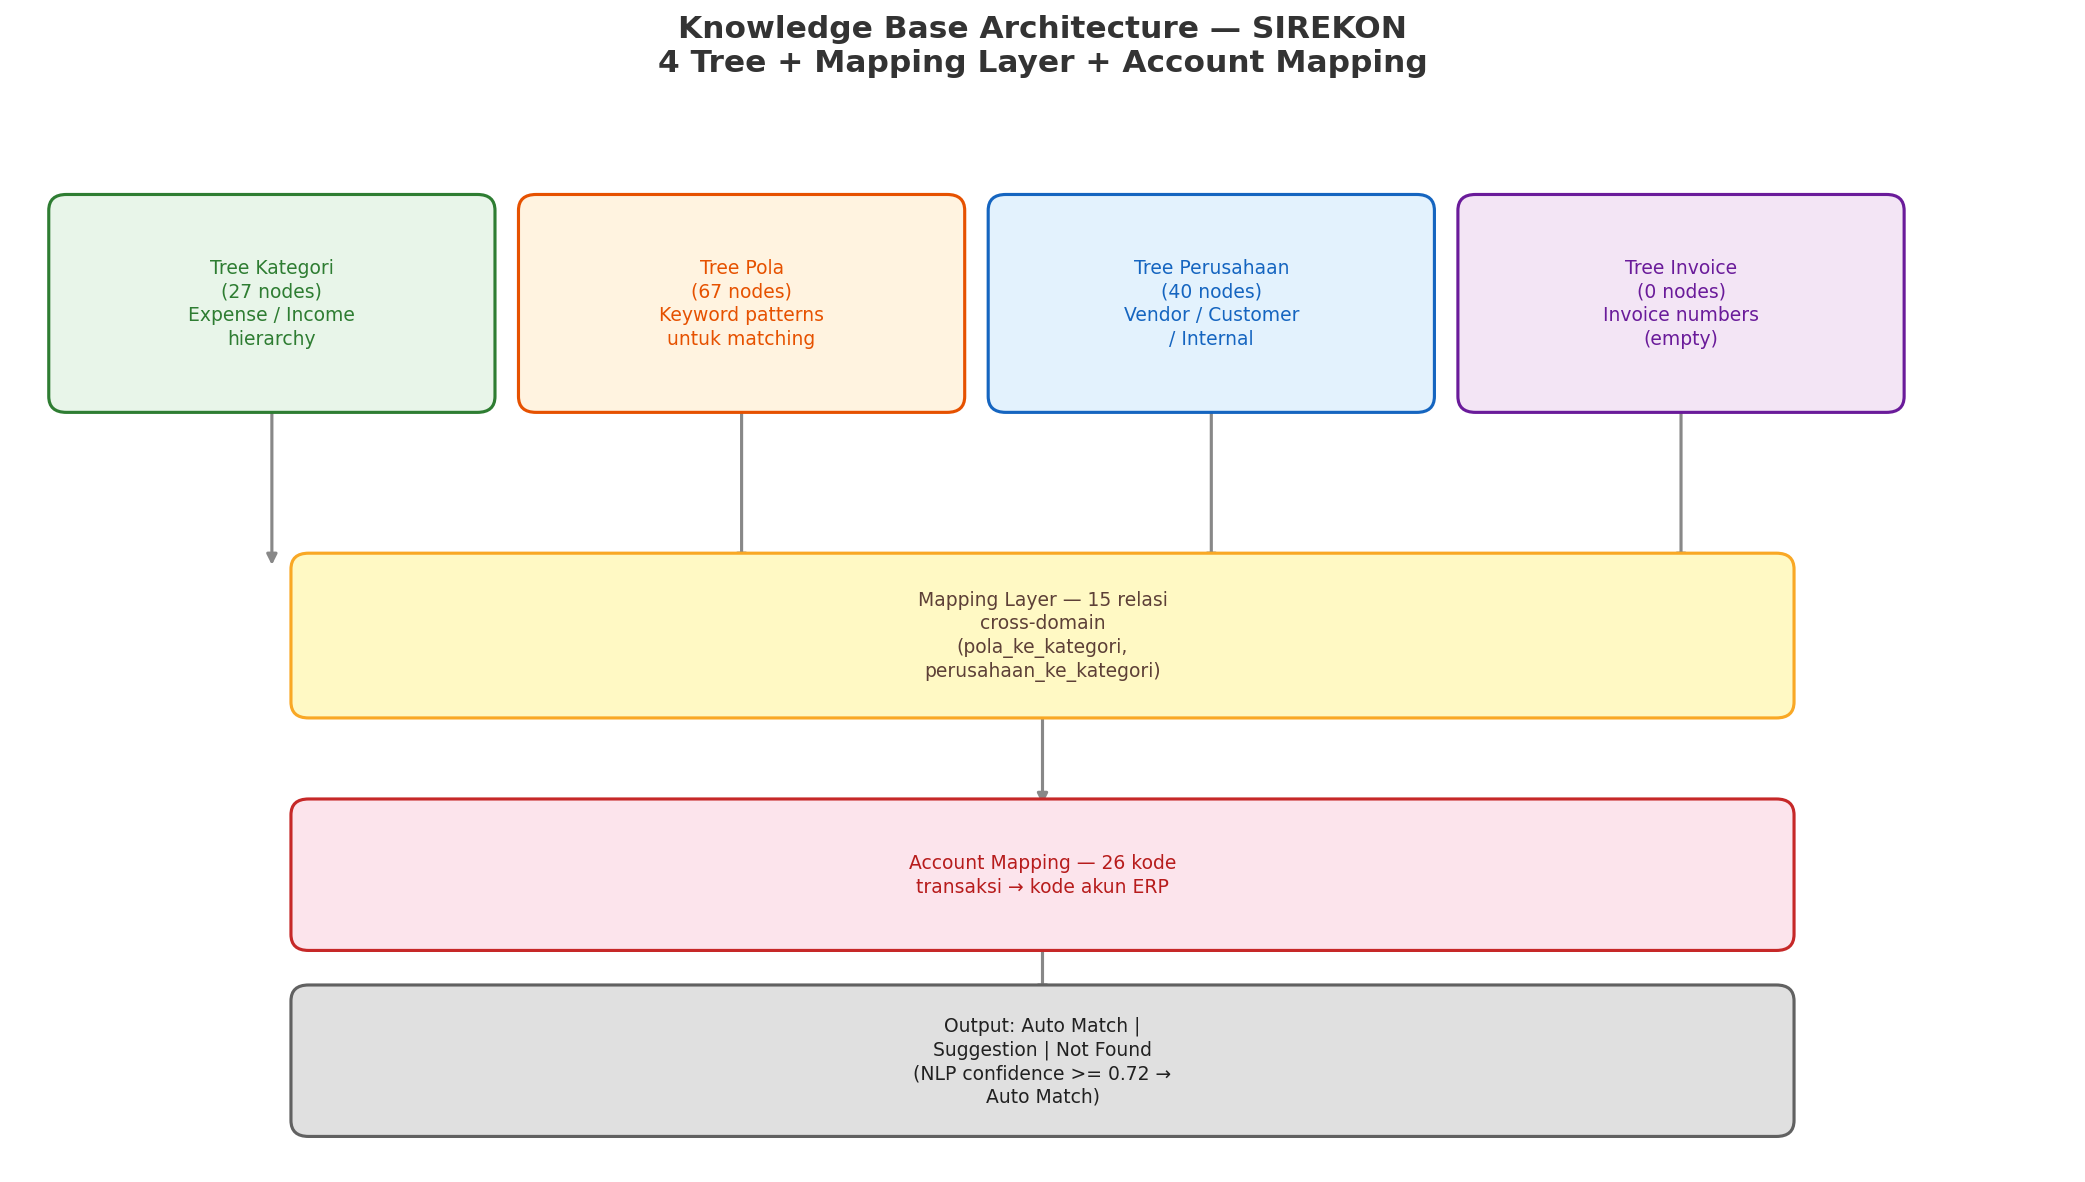 Knowledge Base Architecture — SIREKON
4 Tree + Mapping Layer + Account Mapping
Tree Kategori
(27 nodes)
Expense / Income
hierarchy
Tree Pola
(67 nodes)
Keyword patterns
untuk matching
Tree Perusahaan
(40 nodes)
Vendor / Customer
/ Internal
Tree Invoice
(0 nodes)
Invoice numbers
(empty)
Mapping Layer — 15 relasi
cross-domain
(pola_ke_kategori,
perusahaan_ke_kategori)
Account Mapping — 26 kode
transaksi → kode akun ERP
Output: Auto Match |
Suggestion | Not Found
(NLP confidence >= 0.72 →
Auto Match)